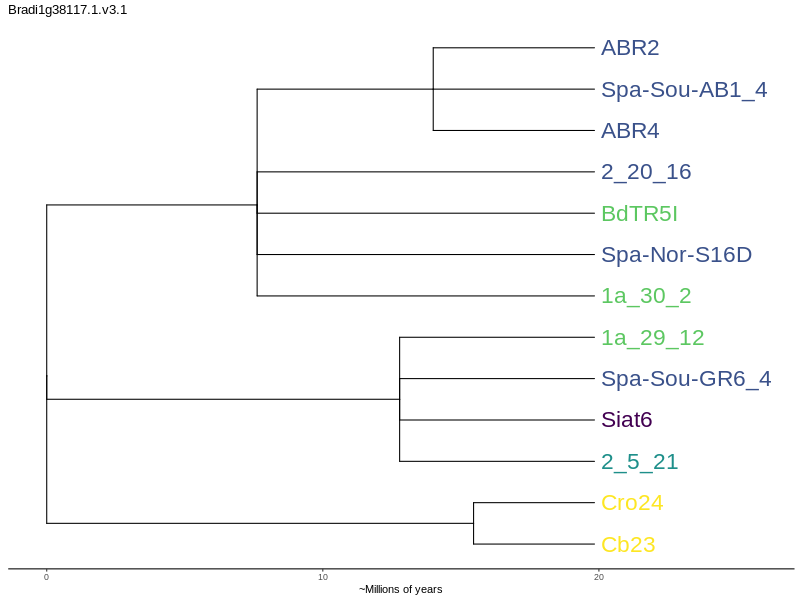 Bradi1g38117.1.v3.1
ABR2
Spa-Sou-AB1_4
ABR4
2_20_16
BdTR5I
Spa-Nor-S16D
1a_30_2
1a_29_12
Spa-Sou-GR6_4
Siat6
2_5_21
Cro24
Cb23
0 10 20
~Millions of years